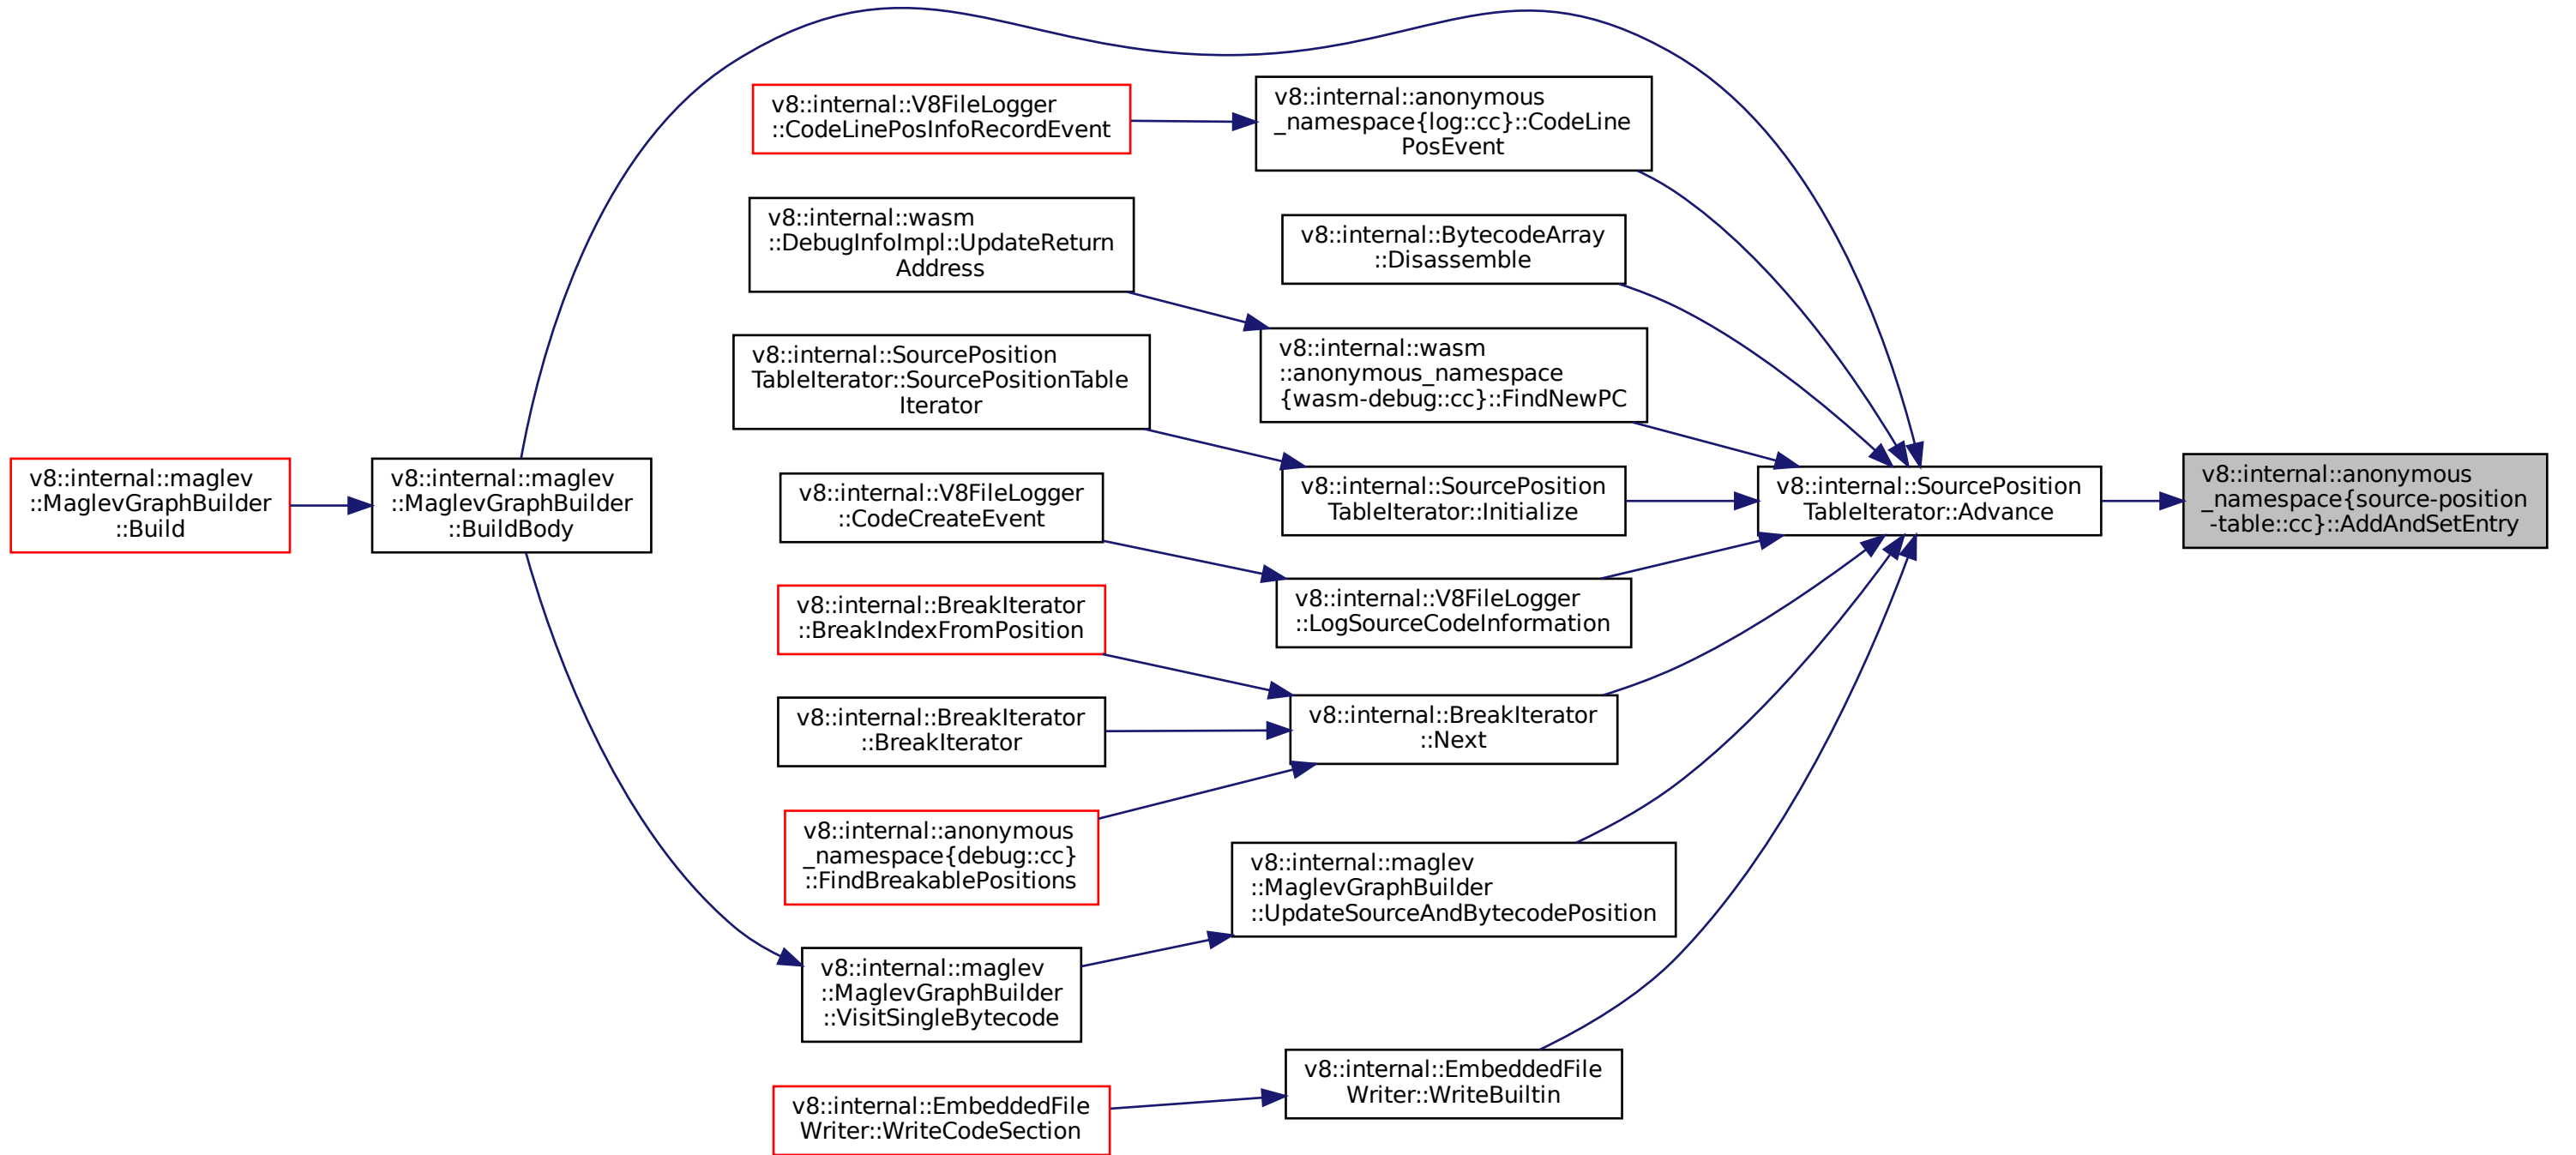 v8::internal::maglev
::MaglevGraphBuilder
::Build
v8::internal::maglev
::MaglevGraphBuilder
::BuildBody
v8::internal::V8FileLogger
::CodeLinePosInfoRecordEvent
v8::internal::wasm
::DebugInfoImpl::UpdateReturn
Address
v8::internal::SourcePosition
TableIterator::SourcePositionTable
Iterator
v8::internal::V8FileLogger
::CodeCreateEvent
v8::internal::BreakIterator
::BreakIndexFromPosition
v8::internal::BreakIterator
::BreakIterator
v8::internal::anonymous
_namespace{debug::cc}
::FindBreakablePositions
v8::internal::maglev
::MaglevGraphBuilder
::VisitSingleBytecode
v8::internal::EmbeddedFile
Writer::WriteCodeSection
v8::internal::anonymous
_namespace{log::cc}::CodeLine
PosEvent
v8::internal::BytecodeArray
::Disassemble
v8::internal::wasm
::anonymous_namespace
{wasm-debug::cc}::FindNewPC
v8::internal::SourcePosition
TableIterator::Initialize
v8::internal::V8FileLogger
::LogSourceCodeInformation
v8::internal::BreakIterator
::Next
v8::internal::maglev
::MaglevGraphBuilder
::UpdateSourceAndBytecodePosition
v8::internal::EmbeddedFile
Writer::WriteBuiltin
v8::internal::SourcePosition
TableIterator::Advance
v8::internal::anonymous
_namespace{source-position
-table::cc}::AddAndSetEntry